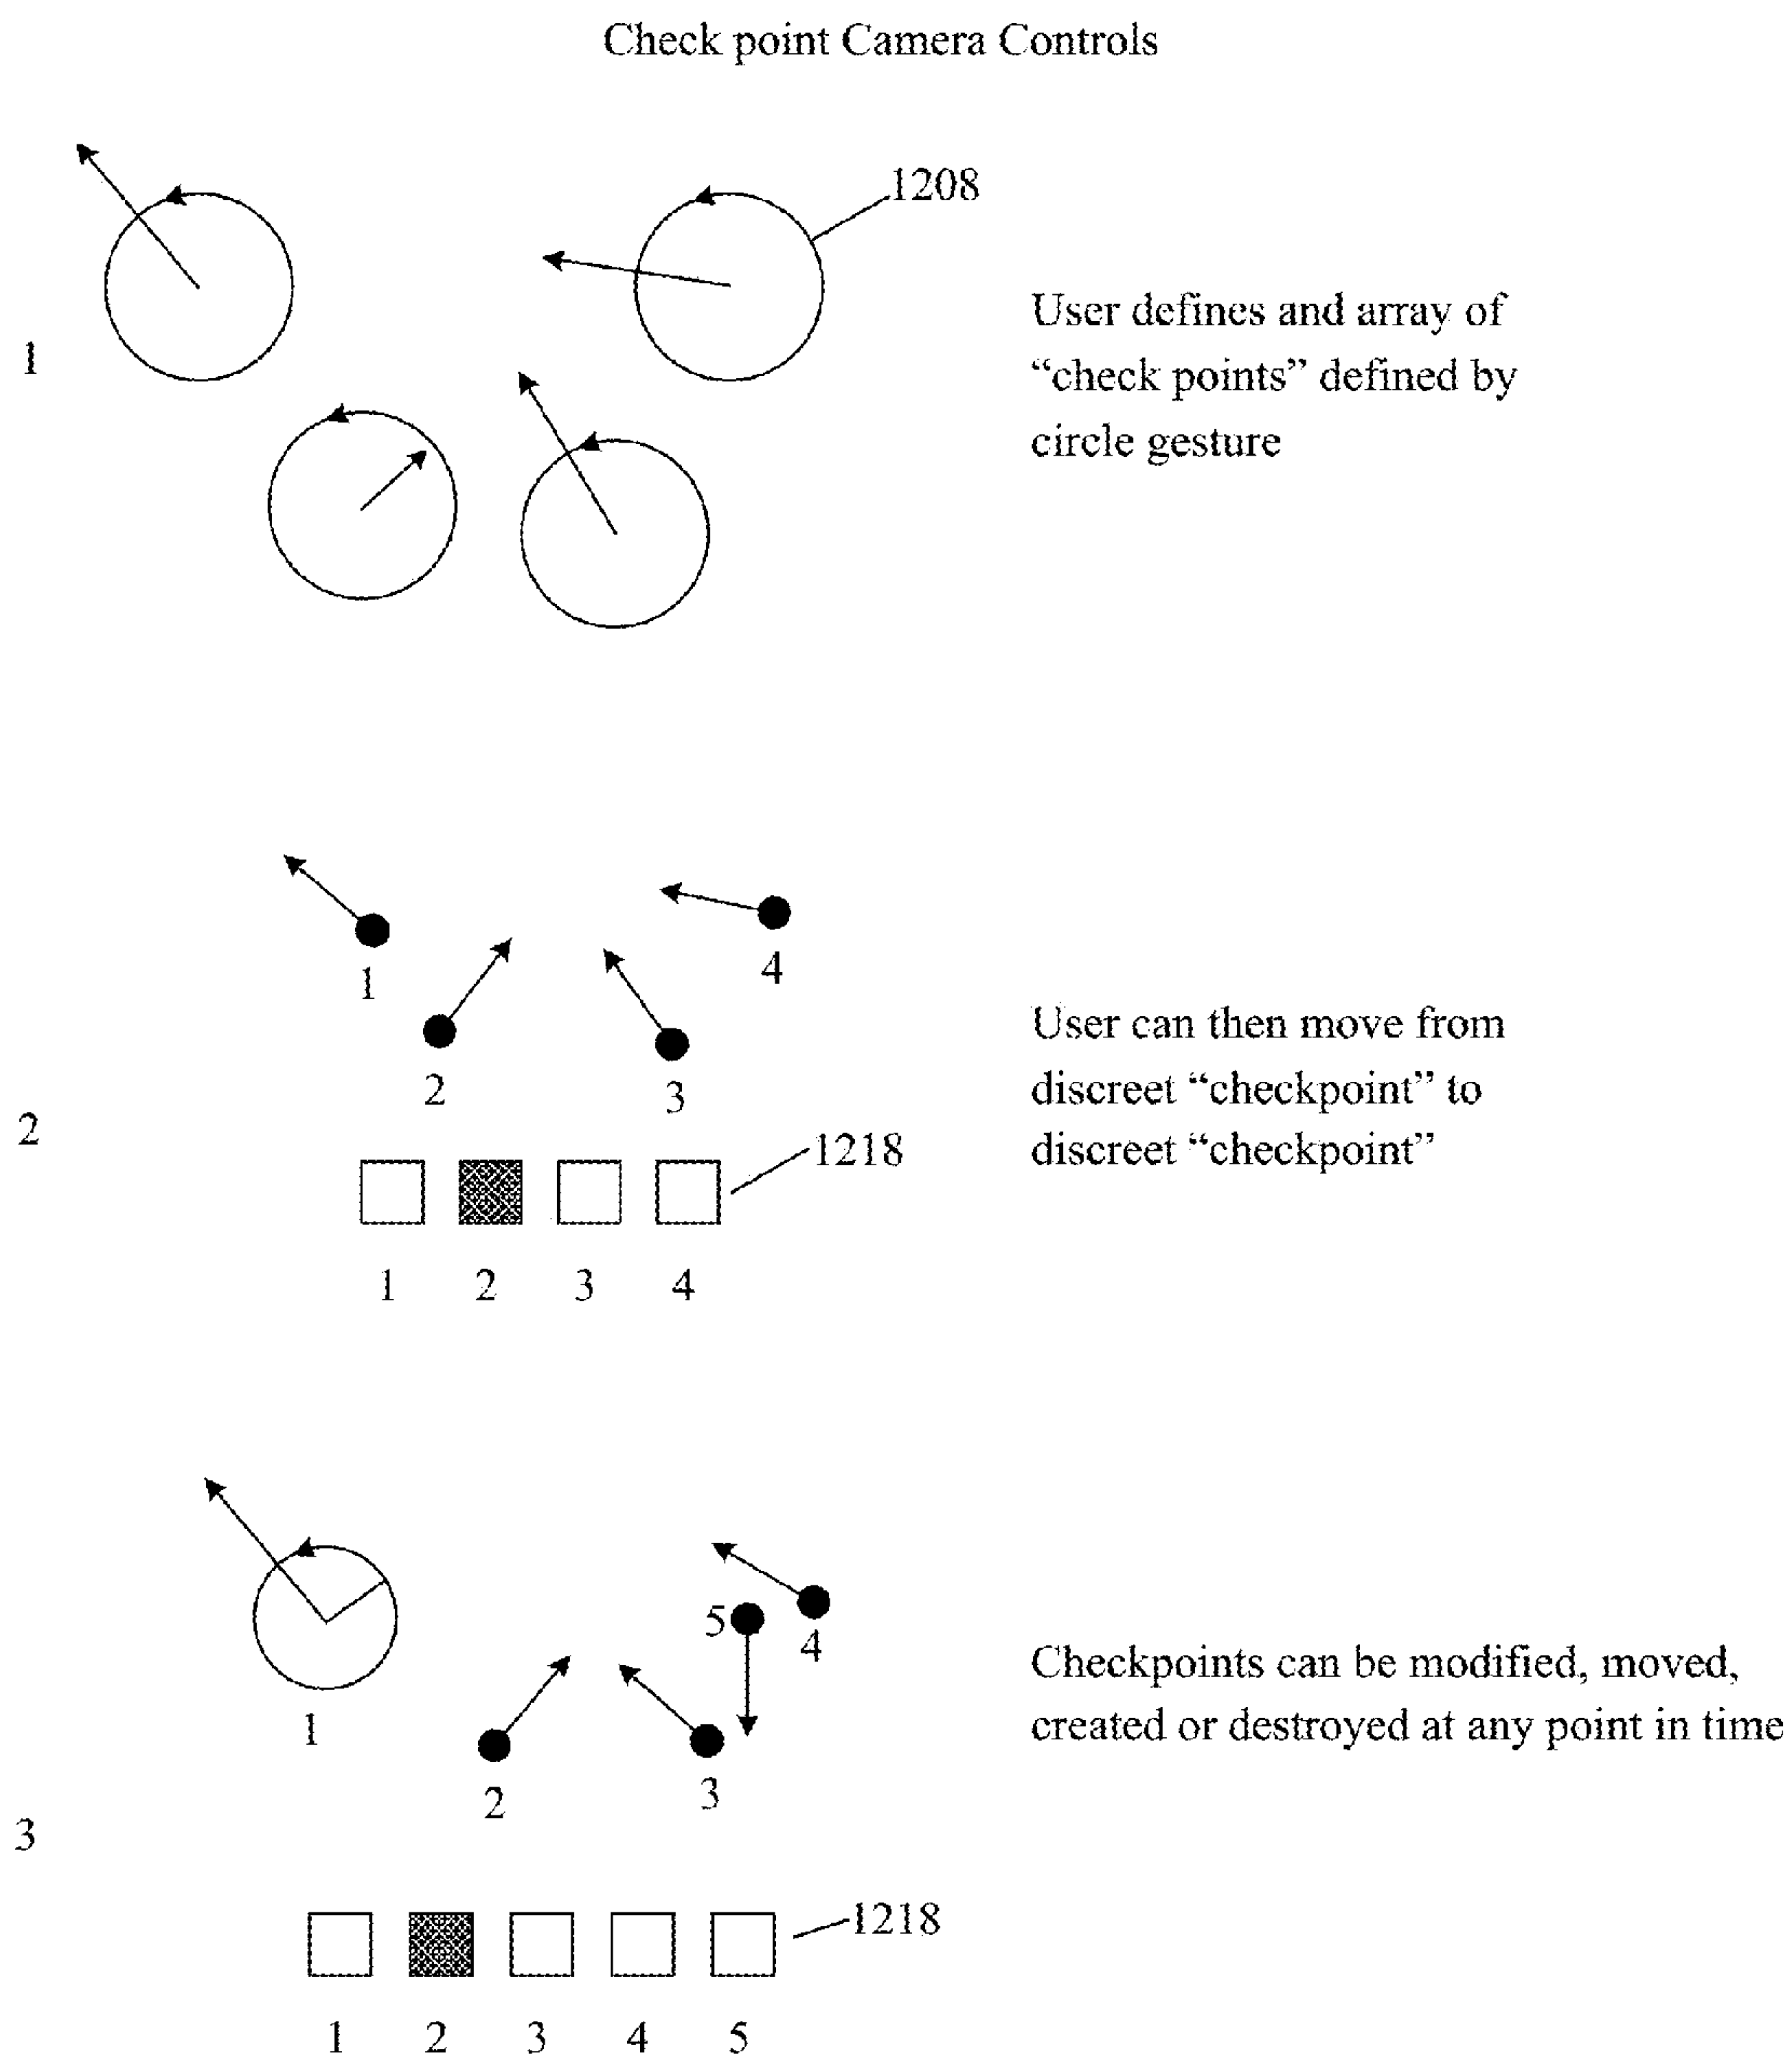 Check point Camera Controls
1208
1
User defines and array of
“check points” defined by
circle gesture
1
4
2
3
2
1218
1 2 3 4
User can then move from
discreet “checkpoint” to
discreet “checkpoint”
1
5
4
2
3
3
1218
1 2 3 4 5
Checkpoints can be modified, moved,
created or destroyed at any point in time